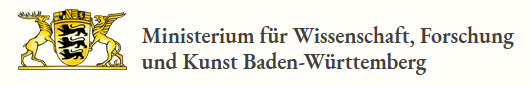 Ministerium für Wissenschaft, Forschung
und Kunst Baden-Württemberg